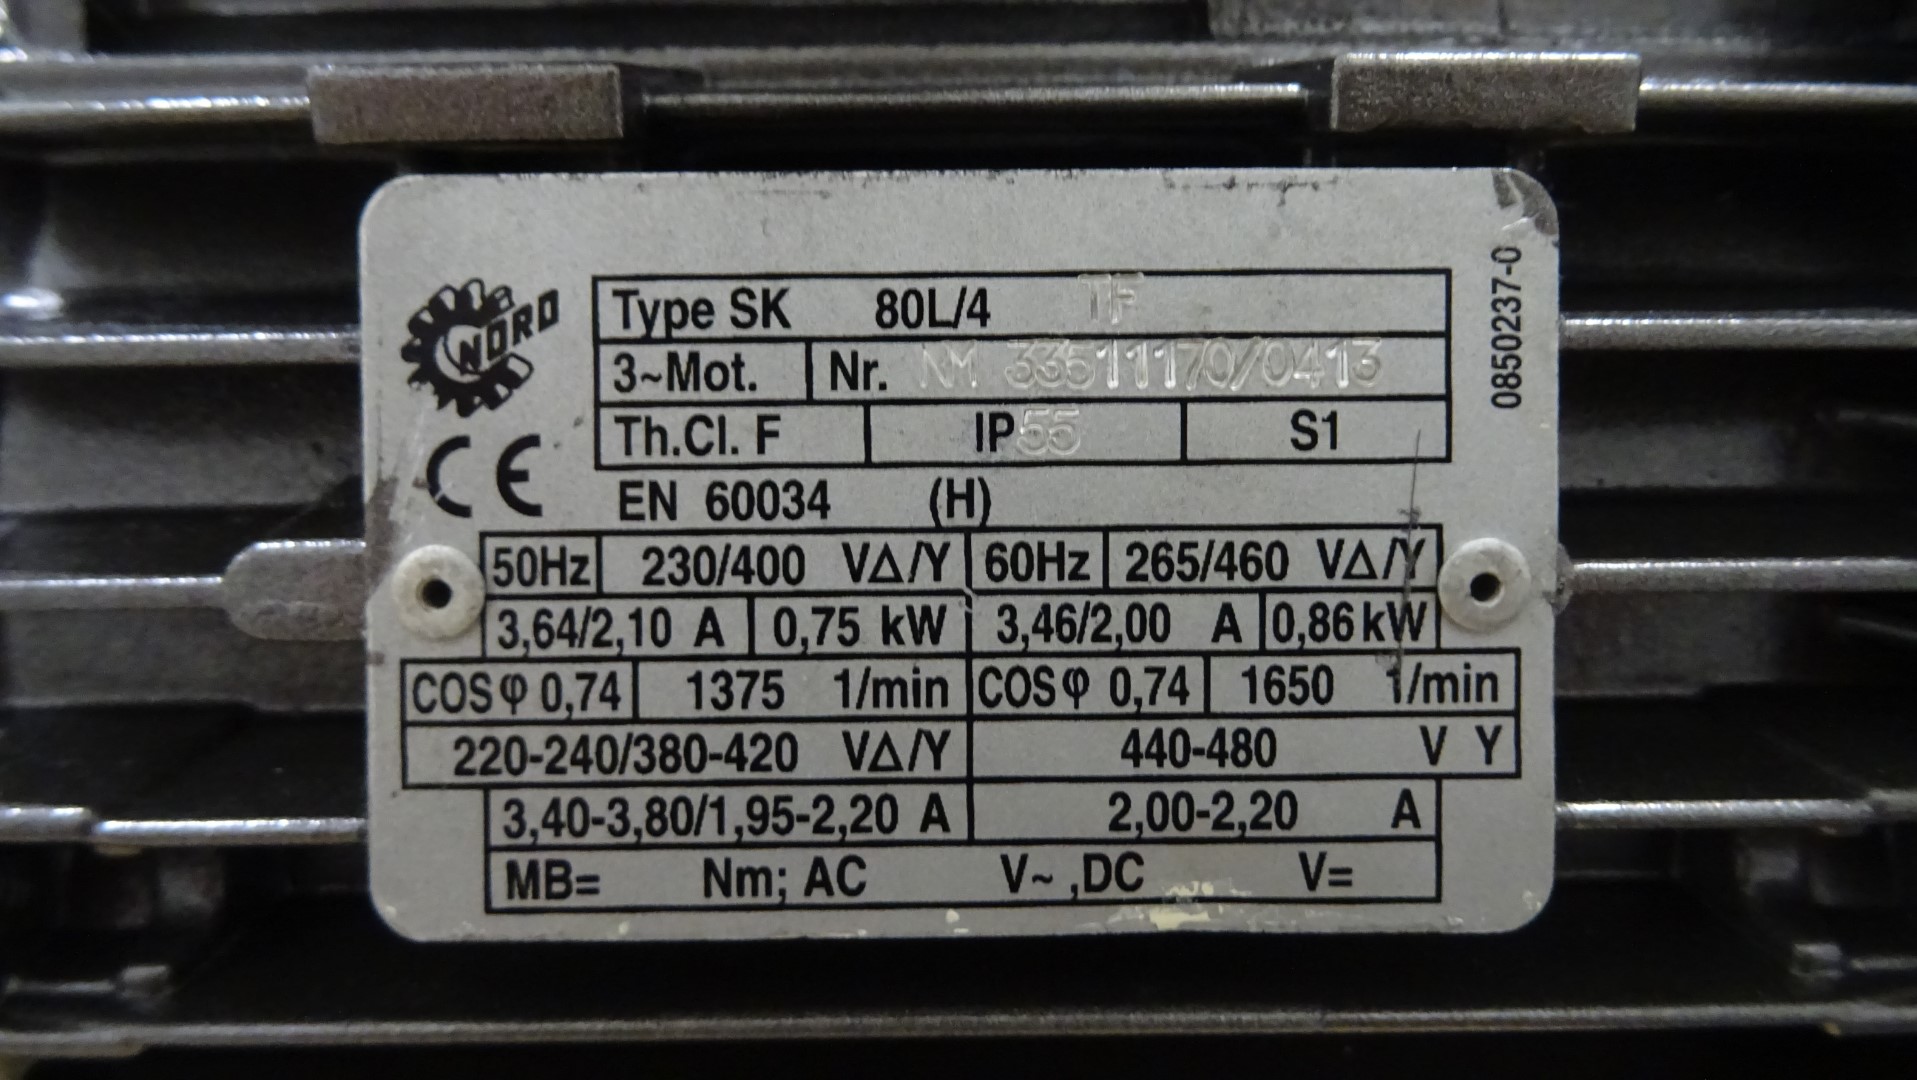 NORD
Type SK 80L/4 TF
3~Mot. Nr. NM 33511170/0413
Th.Cl. F IP55 S1
0850237-0
CE
EN 60034 (H)
50Hz 230/400 VΔ/Y 60Hz 265/460 VΔ/Y
3,64/2,10 A 0,75 kW 3,46/2,00 A 0,86 kW
COSφ 0,74 1375 1/min COSφ 0,74 1650 1/min
220-240/380-420 VΔ/Y 440-480 V Y
3,40-3,80/1,95-2,20 A 2,00-2,20 A
MB= Nm; AC V~ ,DC V=